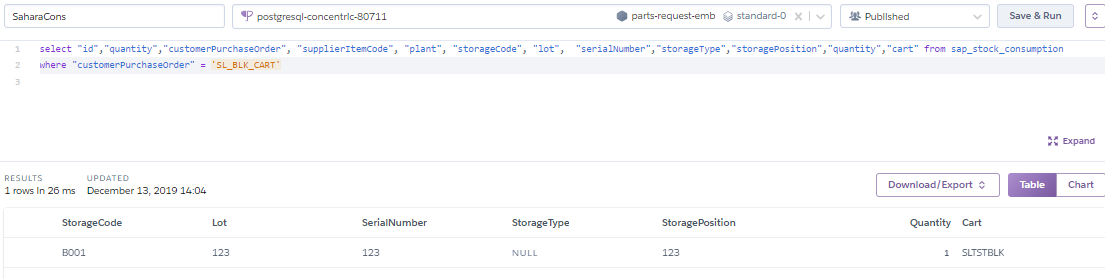 SaharaCons postgresql-concentrlc-80711 parts-request-emb standard-0 Published Save & Run
1 select "id","quantity","customerPurchaseOrder", "supplierItemCode", "plant", "storageCode", "lot", "serialNumber","storageType","storagePosition","quantity","cart" from sap_stock_consumption
2 where "customerPurchaseOrder" = 'SL_BLK_CART'
3
Expand
RESULTS UPDATED
1 rows in 26 ms December 13, 2019 14:04
Download/Export Table Chart
StorageCode Lot SerialNumber StorageType StoragePosition Quantity Cart
B001 123 123 NULL 123 1 SLTSTBLK